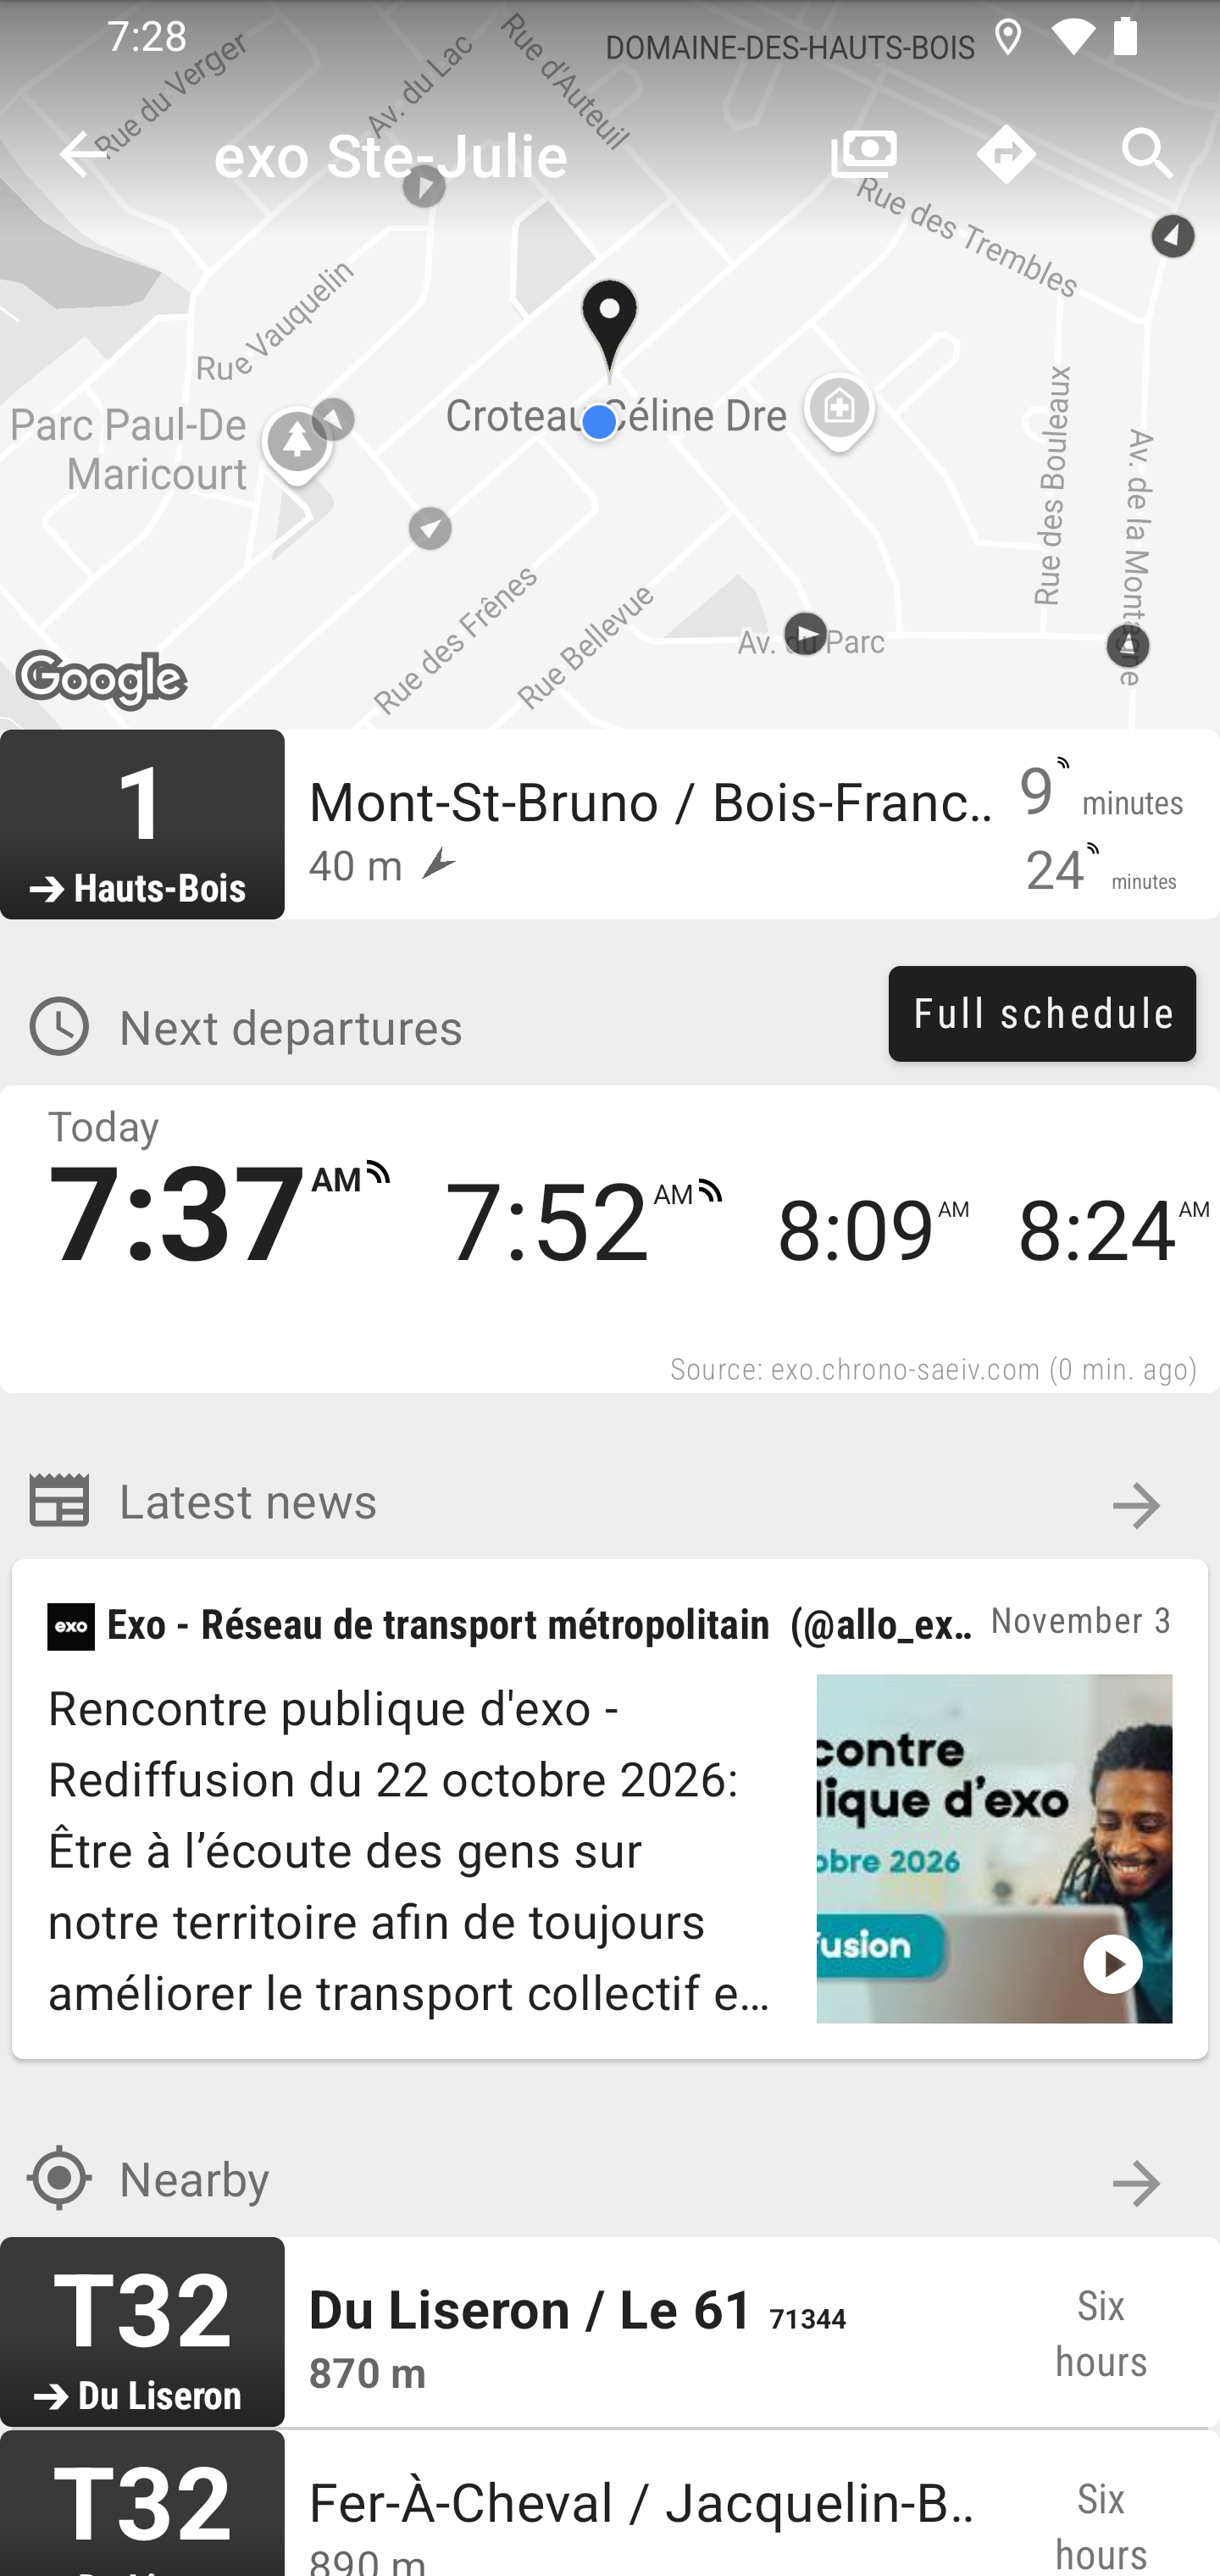 7:28
DOMAINE-DES-HAUTS-BOIS
Rue du Verger
Av. du Lac
Rue d'Auteuil
exo Ste-Julie
Rue des Trembles
Rue Vauquelin
Parc Paul-De
Maricourt
Croteau Céline Dre
Rue des Bouleaux
Av. de la Montagne
Rue des Frênes
Rue Bellevue
Av. du Parc
Google
1
Hauts-Bois
Mont-St-Bruno / Bois-Franc..
40 m
9 minutes
24 minutes
Next departures
Full schedule
Today
7:37 AM 7:52 AM 8:09 AM 8:24 AM
Source: exo.chrono-saeiv.com (0 min. ago)
Latest news
exo
Exo - Réseau de transport métropolitain (@allo_ex… November 3
Rencontre publique d'exo -
Rediffusion du 22 octobre 2026:
Être à l’écoute des gens sur
notre territoire afin de toujours
améliorer le transport collectif e…
contre
lique d’exo
obre 2026
fusion
Nearby
T32
Du Liseron
Du Liseron / Le 61 71344
870 m
Six
hours
T32
Fer-À-Cheval / Jacquelin-B..
890 m
Six
hours